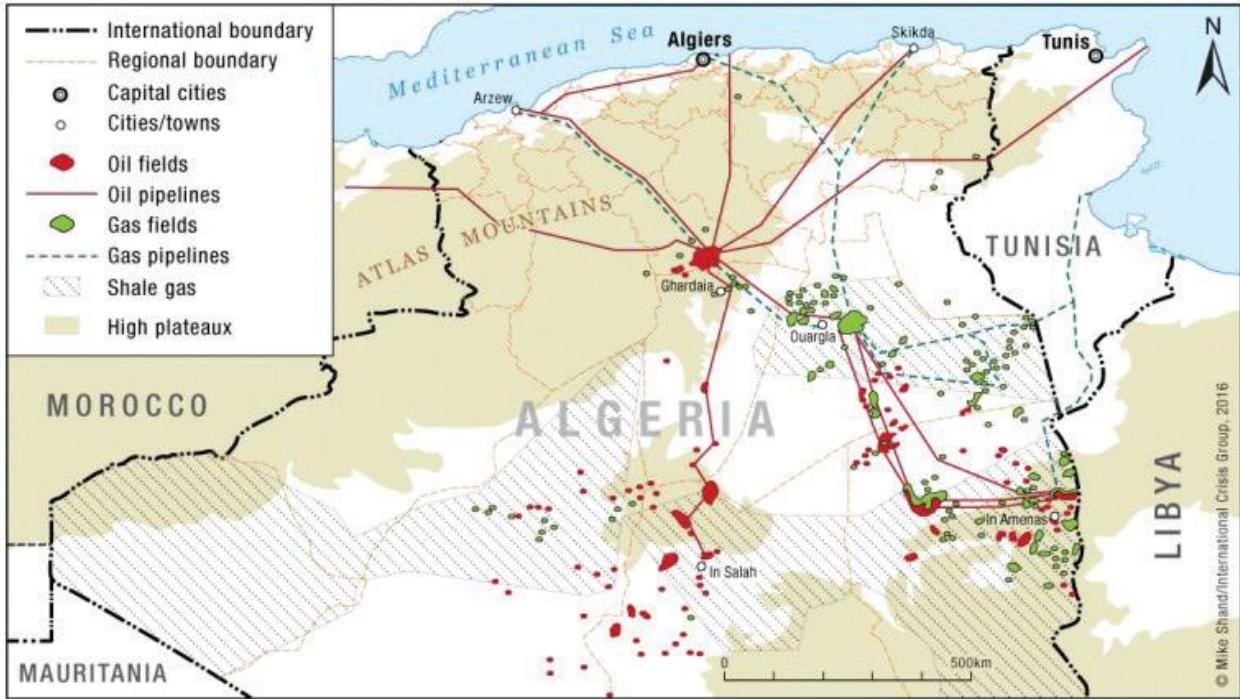 International boundary
Regional boundary
Capital cities
Cities/towns
Oil fields
Oil pipelines
Gas fields
Gas pipelines
Shale gas
High plateaux
Mediterranean Sea
Algiers
Skikda
Tunis
N
Arzew
ATLAS MOUNTAINS
TUNISIA
Ghardaia
Ouargla
MOROCCO
ALGERIA
LIBYA
In Amenas
In Salah
MAURITANIA
0 500km
© Mike Shand/International Crisis Group. 2016